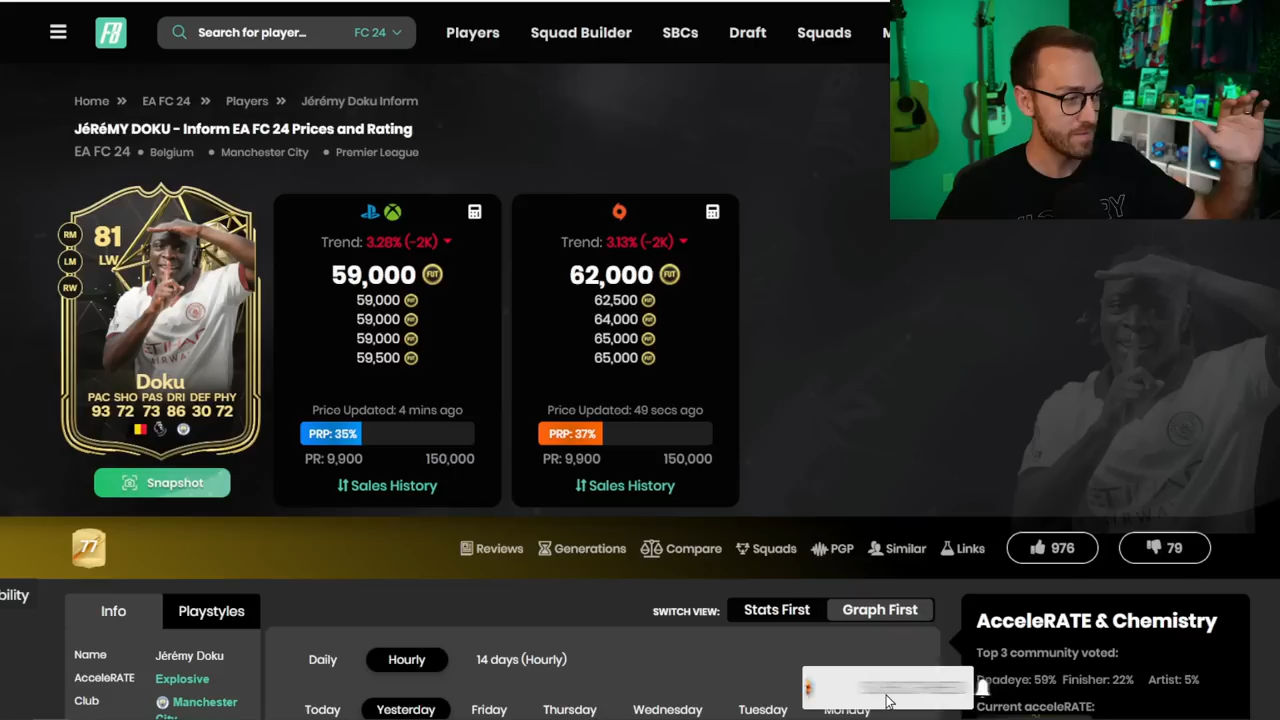 FB
Search for player...
FC 24
Players
Squad Builder
SBCs
Draft
Squads
Home » EA FC 24 » Players » Jérémy Doku Inform
JéRéMY DOKU - Inform EA FC 24 Prices and Rating
EA FC 24 • Belgium • Manchester City • Premier League
RM
LM
RW
81
LW
ETIHAD
AIRWAY
Doku
PAC SHO PAS DRI DEF PHY
93 72 73 86 30 72
Snapshot
Trend: 3.28% (-2K)
59,000 FUT
59,000
59,000
59,000
59,500
Price Updated: 4 mins ago
PRP: 35%
PR: 9,900 150,000
Sales History
Trend: 3.13% (-2K)
62,000 FUT
62,500
64,000
65,000
65,000
Price Updated: 49 secs ago
PRP: 37%
PR: 9,900 150,000
Sales History
77
Reviews
Generations
Compare
Squads
PGP
Similar
Links
976
79
bility
Info
Playstyles
SWITCH VIEW:
Stats First
Graph First
Name Jérémy Doku
AcceleRATE Explosive
Club Manchester
City
Daily
Hourly
14 days (Hourly)
Today
Yesterday
Friday
Thursday
Wednesday
Tuesday
Monday
AcceleRATE & Chemistry
Top 3 community voted:
Deadeye: 59% Finisher: 22% Artist: 5%
Current acceleRATE: